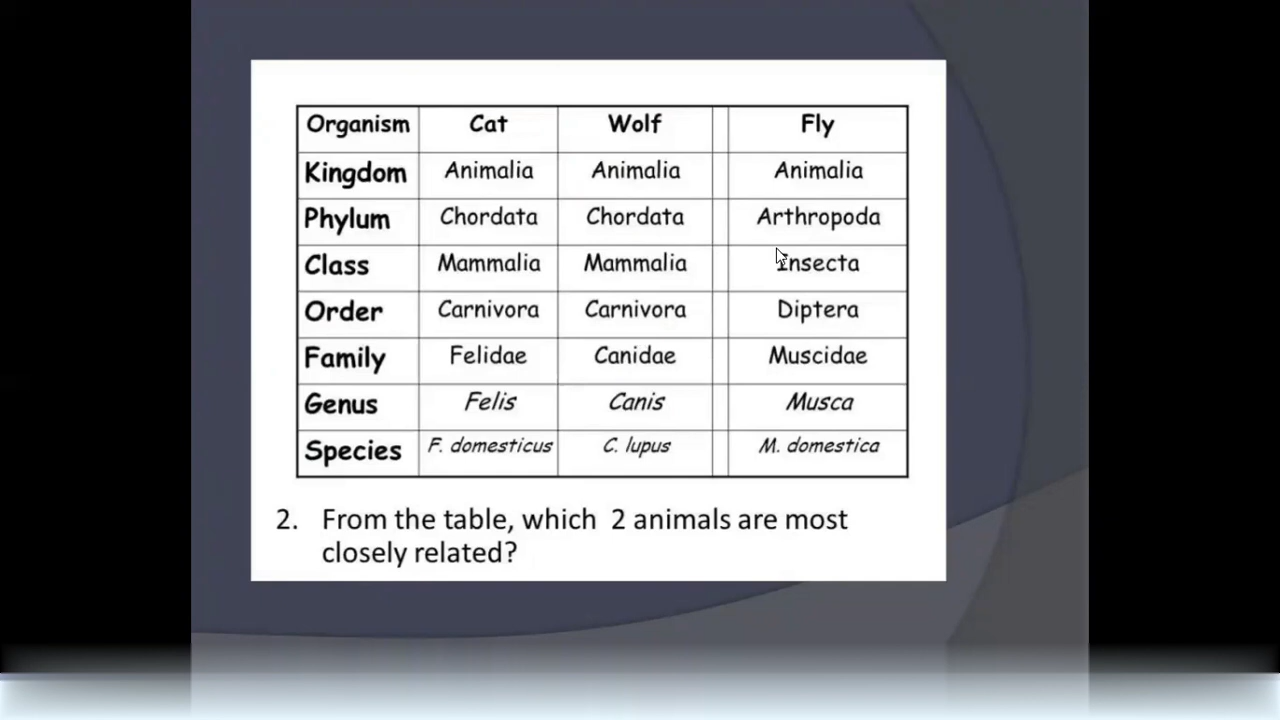 Organism Cat Wolf Fly
Kingdom Animalia Animalia Animalia
Phylum Chordata Chordata Arthropoda
Class Mammalia Mammalia Insecta
Order Carnivora Carnivora Diptera
Family Felidae Canidae Muscidae
Genus Felis Canis Musca
Species F. domesticus C. lupus M. domestica
2. From the table, which 2 animals are most
closely related?